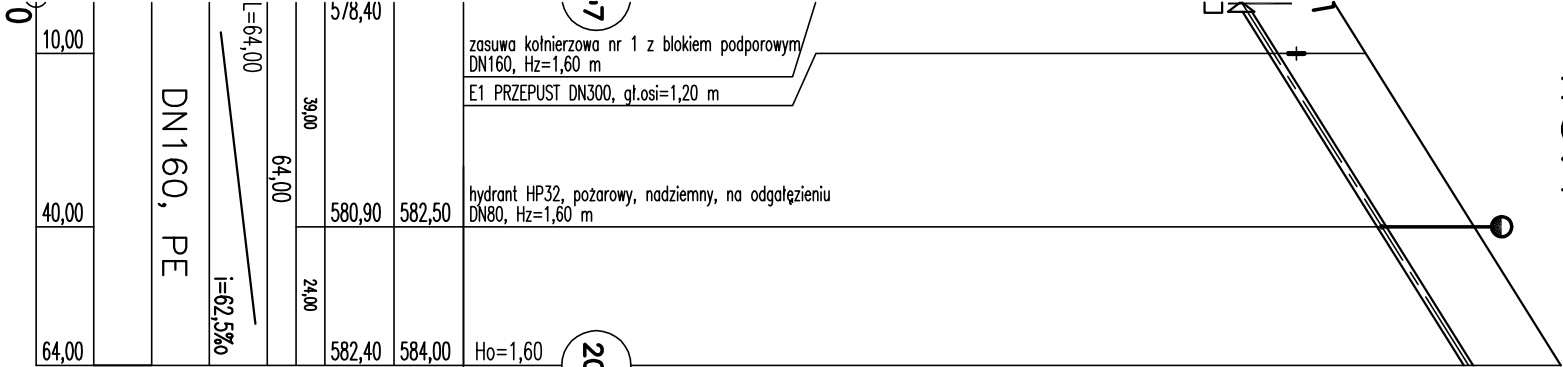 578,40
10,00
L=64,00
zasuwa kołnierzowa nr 1 z blokiem podporowym
DN160, Hz=1,60 m
E1 PRZEPUST DN300, gł.osi=1,20 m
DN160, PE
39,00
64,00
hydrant HP32, pożarowy, nadziemny, na odgałęzieniu
DN80, Hz=1,60 m
40,00
580,90
582,50
i=62,5‰
24,00
64,00
582,40
584,00
Ho=1,60